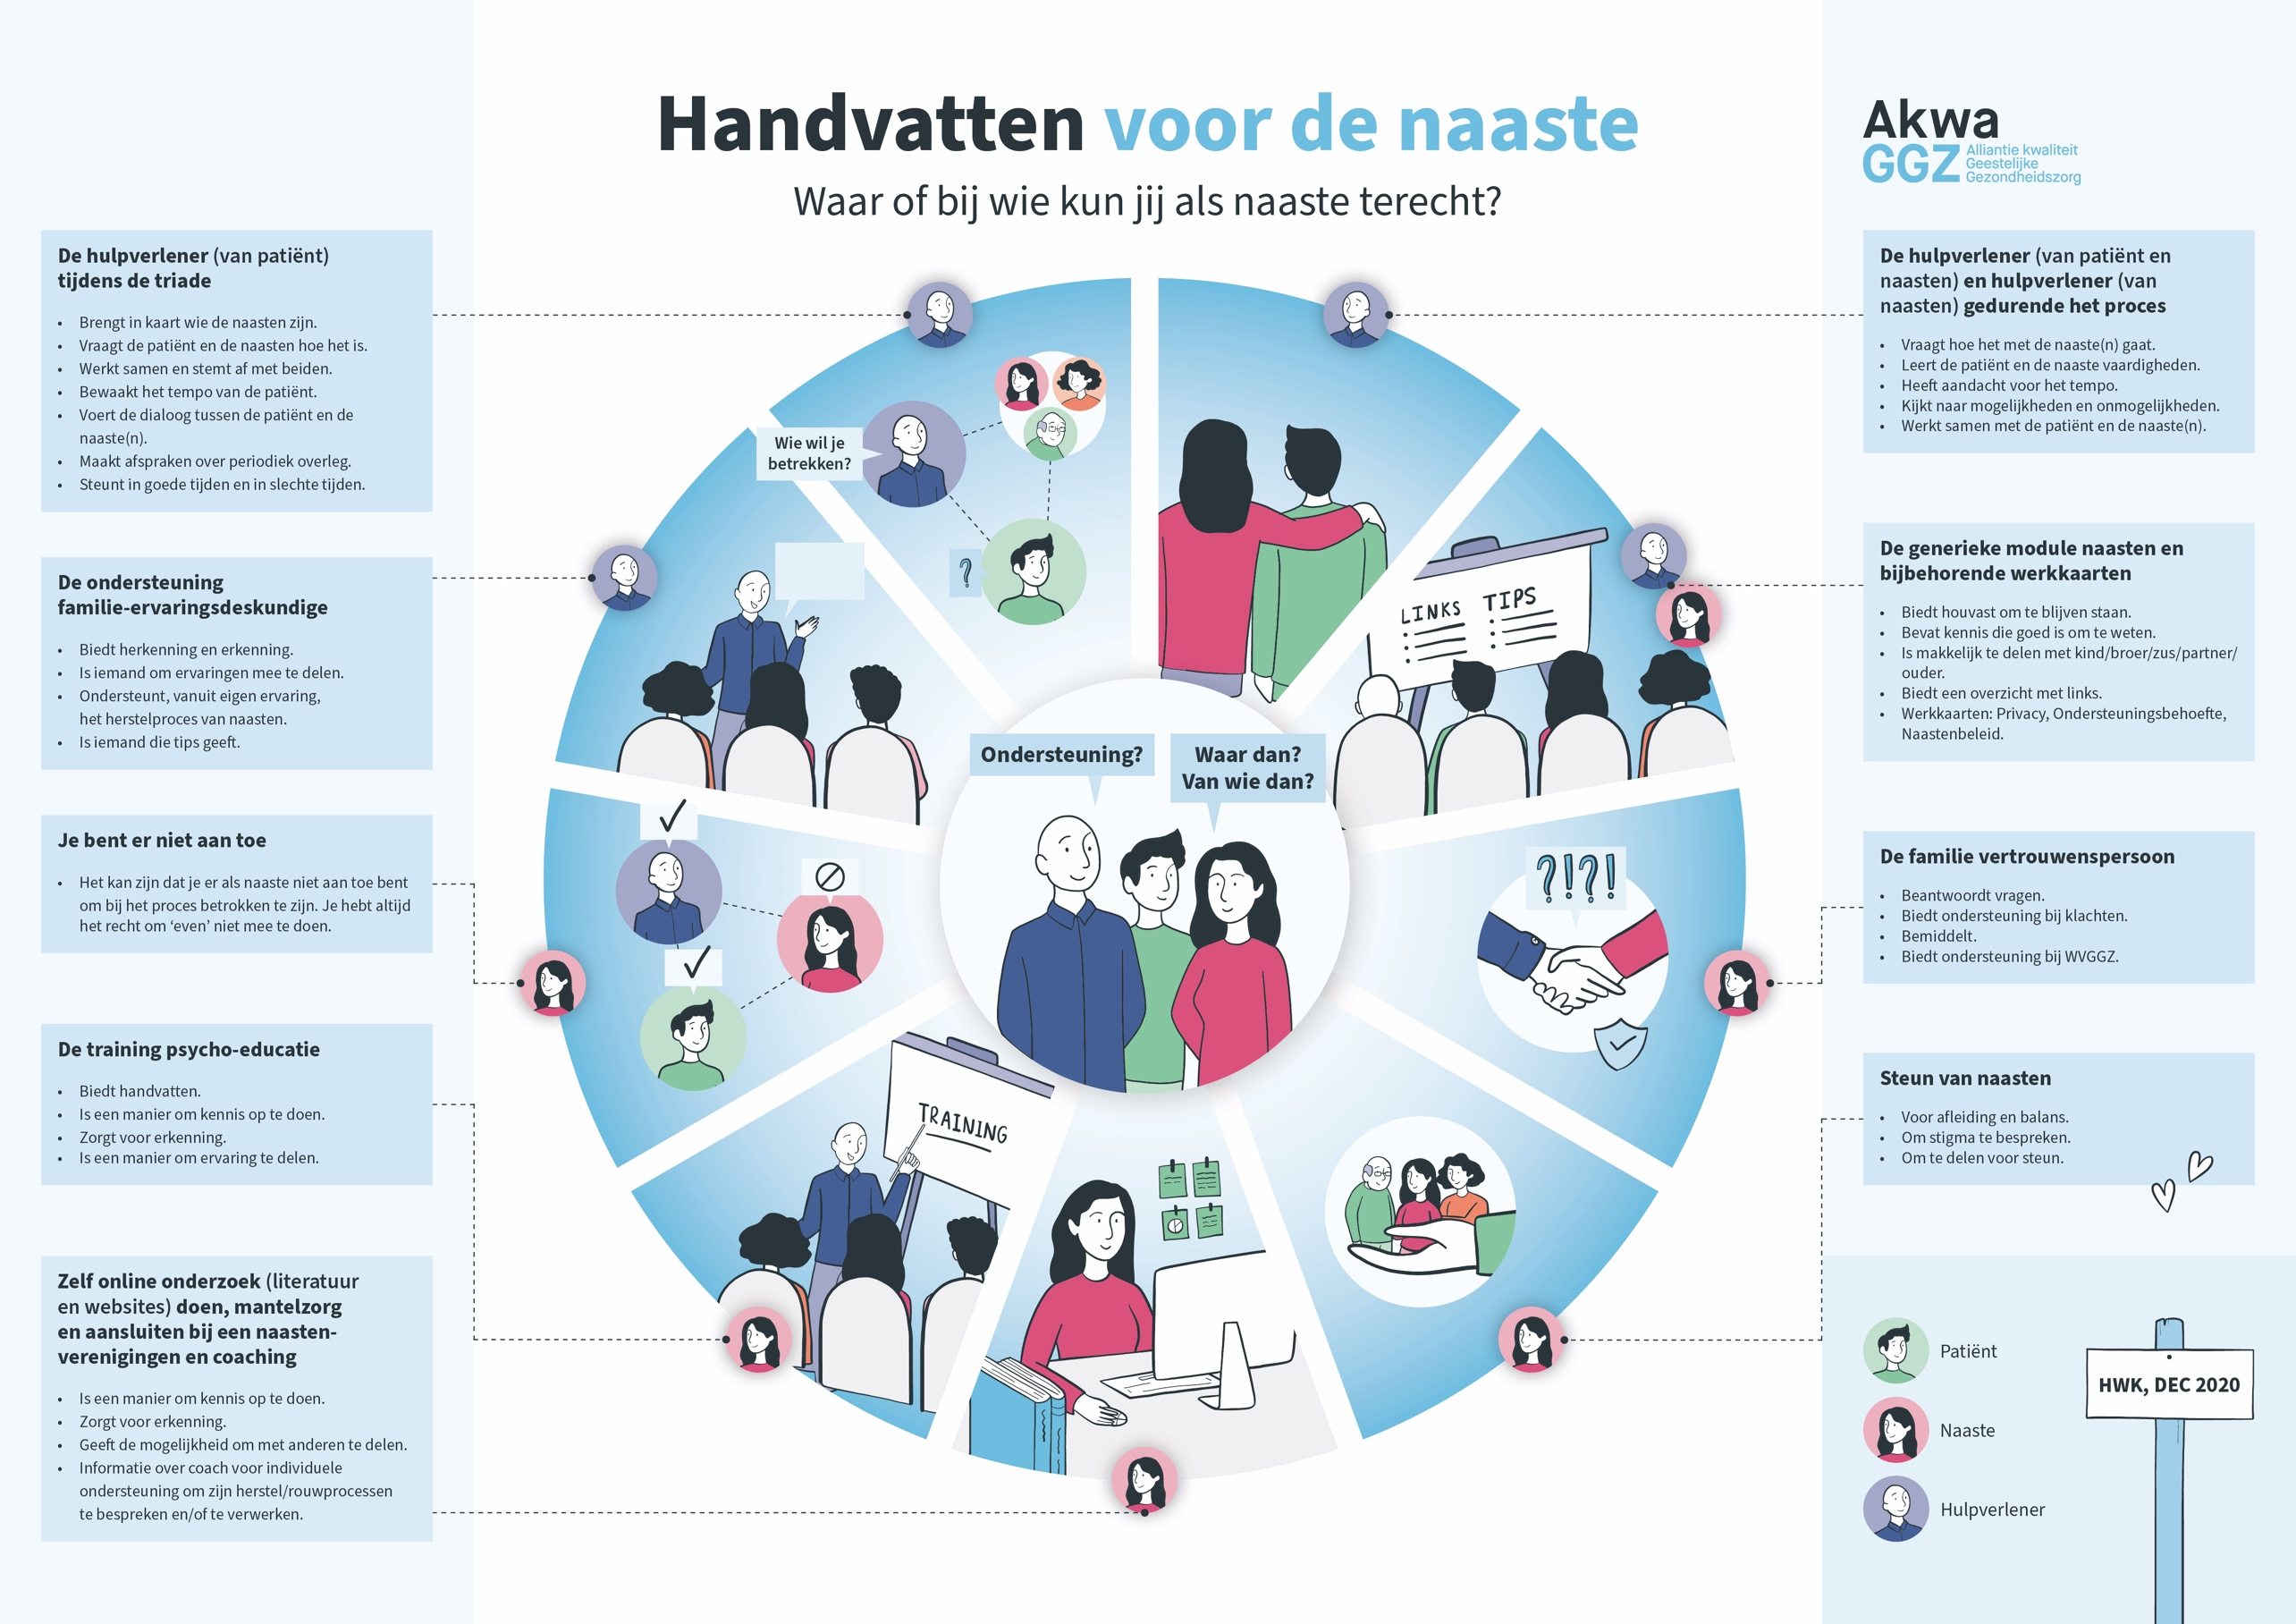 Handvatten voor de naaste
Waar of bij wie kun jij als naaste terecht?
Akwa
GGZ
Alliantie kwaliteit
Geestelijke
Gezondheidszorg
De hulpverlener (van patiënt)
tijdens de triade
• Brengt in kaart wie de naasten zijn.
• Vraagt de patiënt en de naasten hoe het is.
• Werkt samen en stemt af met beiden.
• Bewaakt het tempo van de patiënt.
• Voert de dialoog tussen de patiënt en de
naaste(n).
• Maakt afspraken over periodiek overleg.
• Steunt in goede tijden en in slechte tijden.
De ondersteuning
familie-ervaringsdeskundige
• Biedt herkenning en erkenning.
• Is iemand om ervaringen mee te delen.
• Ondersteunt, vanuit eigen ervaring,
het herstelproces van naasten.
• Is iemand die tips geeft.
Je bent er niet aan toe
• Het kan zijn dat je er als naaste niet aan toe bent
om bij het proces betrokken te zijn. Je hebt altijd
het recht om ‘even’ niet mee te doen.
De training psycho-educatie
• Biedt handvatten.
• Is een manier om kennis op te doen.
• Zorgt voor erkenning.
• Is een manier om ervaring te delen.
Zelf online onderzoek (literatuur
en websites) doen, mantelzorg
en aansluiten bij een naasten-
verenigingen en coaching
• Is een manier om kennis op te doen.
• Zorgt voor erkenning.
• Geeft de mogelijkheid om met anderen te delen.
• Informatie over coach voor individuele
ondersteuning om zijn herstel/rouwprocessen
te bespreken en/of te verwerken.
Wie wil je
betrekken?
?
LINKS TIPS
Ondersteuning?
Waar dan?
Van wie dan?
?!?!
TRAINING
De hulpverlener (van patiënt en
naasten) en hulpverlener (van
naasten) gedurende het proces
• Vraagt hoe het met de naaste(n) gaat.
• Leert de patiënt en de naaste vaardigheden.
• Heeft aandacht voor het tempo.
• Kijkt naar mogelijkheden en onmogelijkheden.
• Werkt samen met de patiënt en de naaste(n).
De generieke module naasten en
bijbehorende werkkaarten
• Biedt houvast om te blijven staan.
• Bevat kennis die goed is om te weten.
• Is makkelijk te delen met kind/broer/zus/partner/
ouder.
• Biedt een overzicht met links.
• Werkkaarten: Privacy, Ondersteuningsbehoefte,
Naastenbeleid.
De familie vertrouwenspersoon
• Beantwoordt vragen.
• Biedt ondersteuning bij klachten.
• Bemiddelt.
• Biedt ondersteuning bij WVGGZ.
Steun van naasten
• Voor afleiding en balans.
• Om stigma te bespreken.
• Om te delen voor steun.
Patiënt
Naaste
Hulpverlener
HWK, DEC 2020